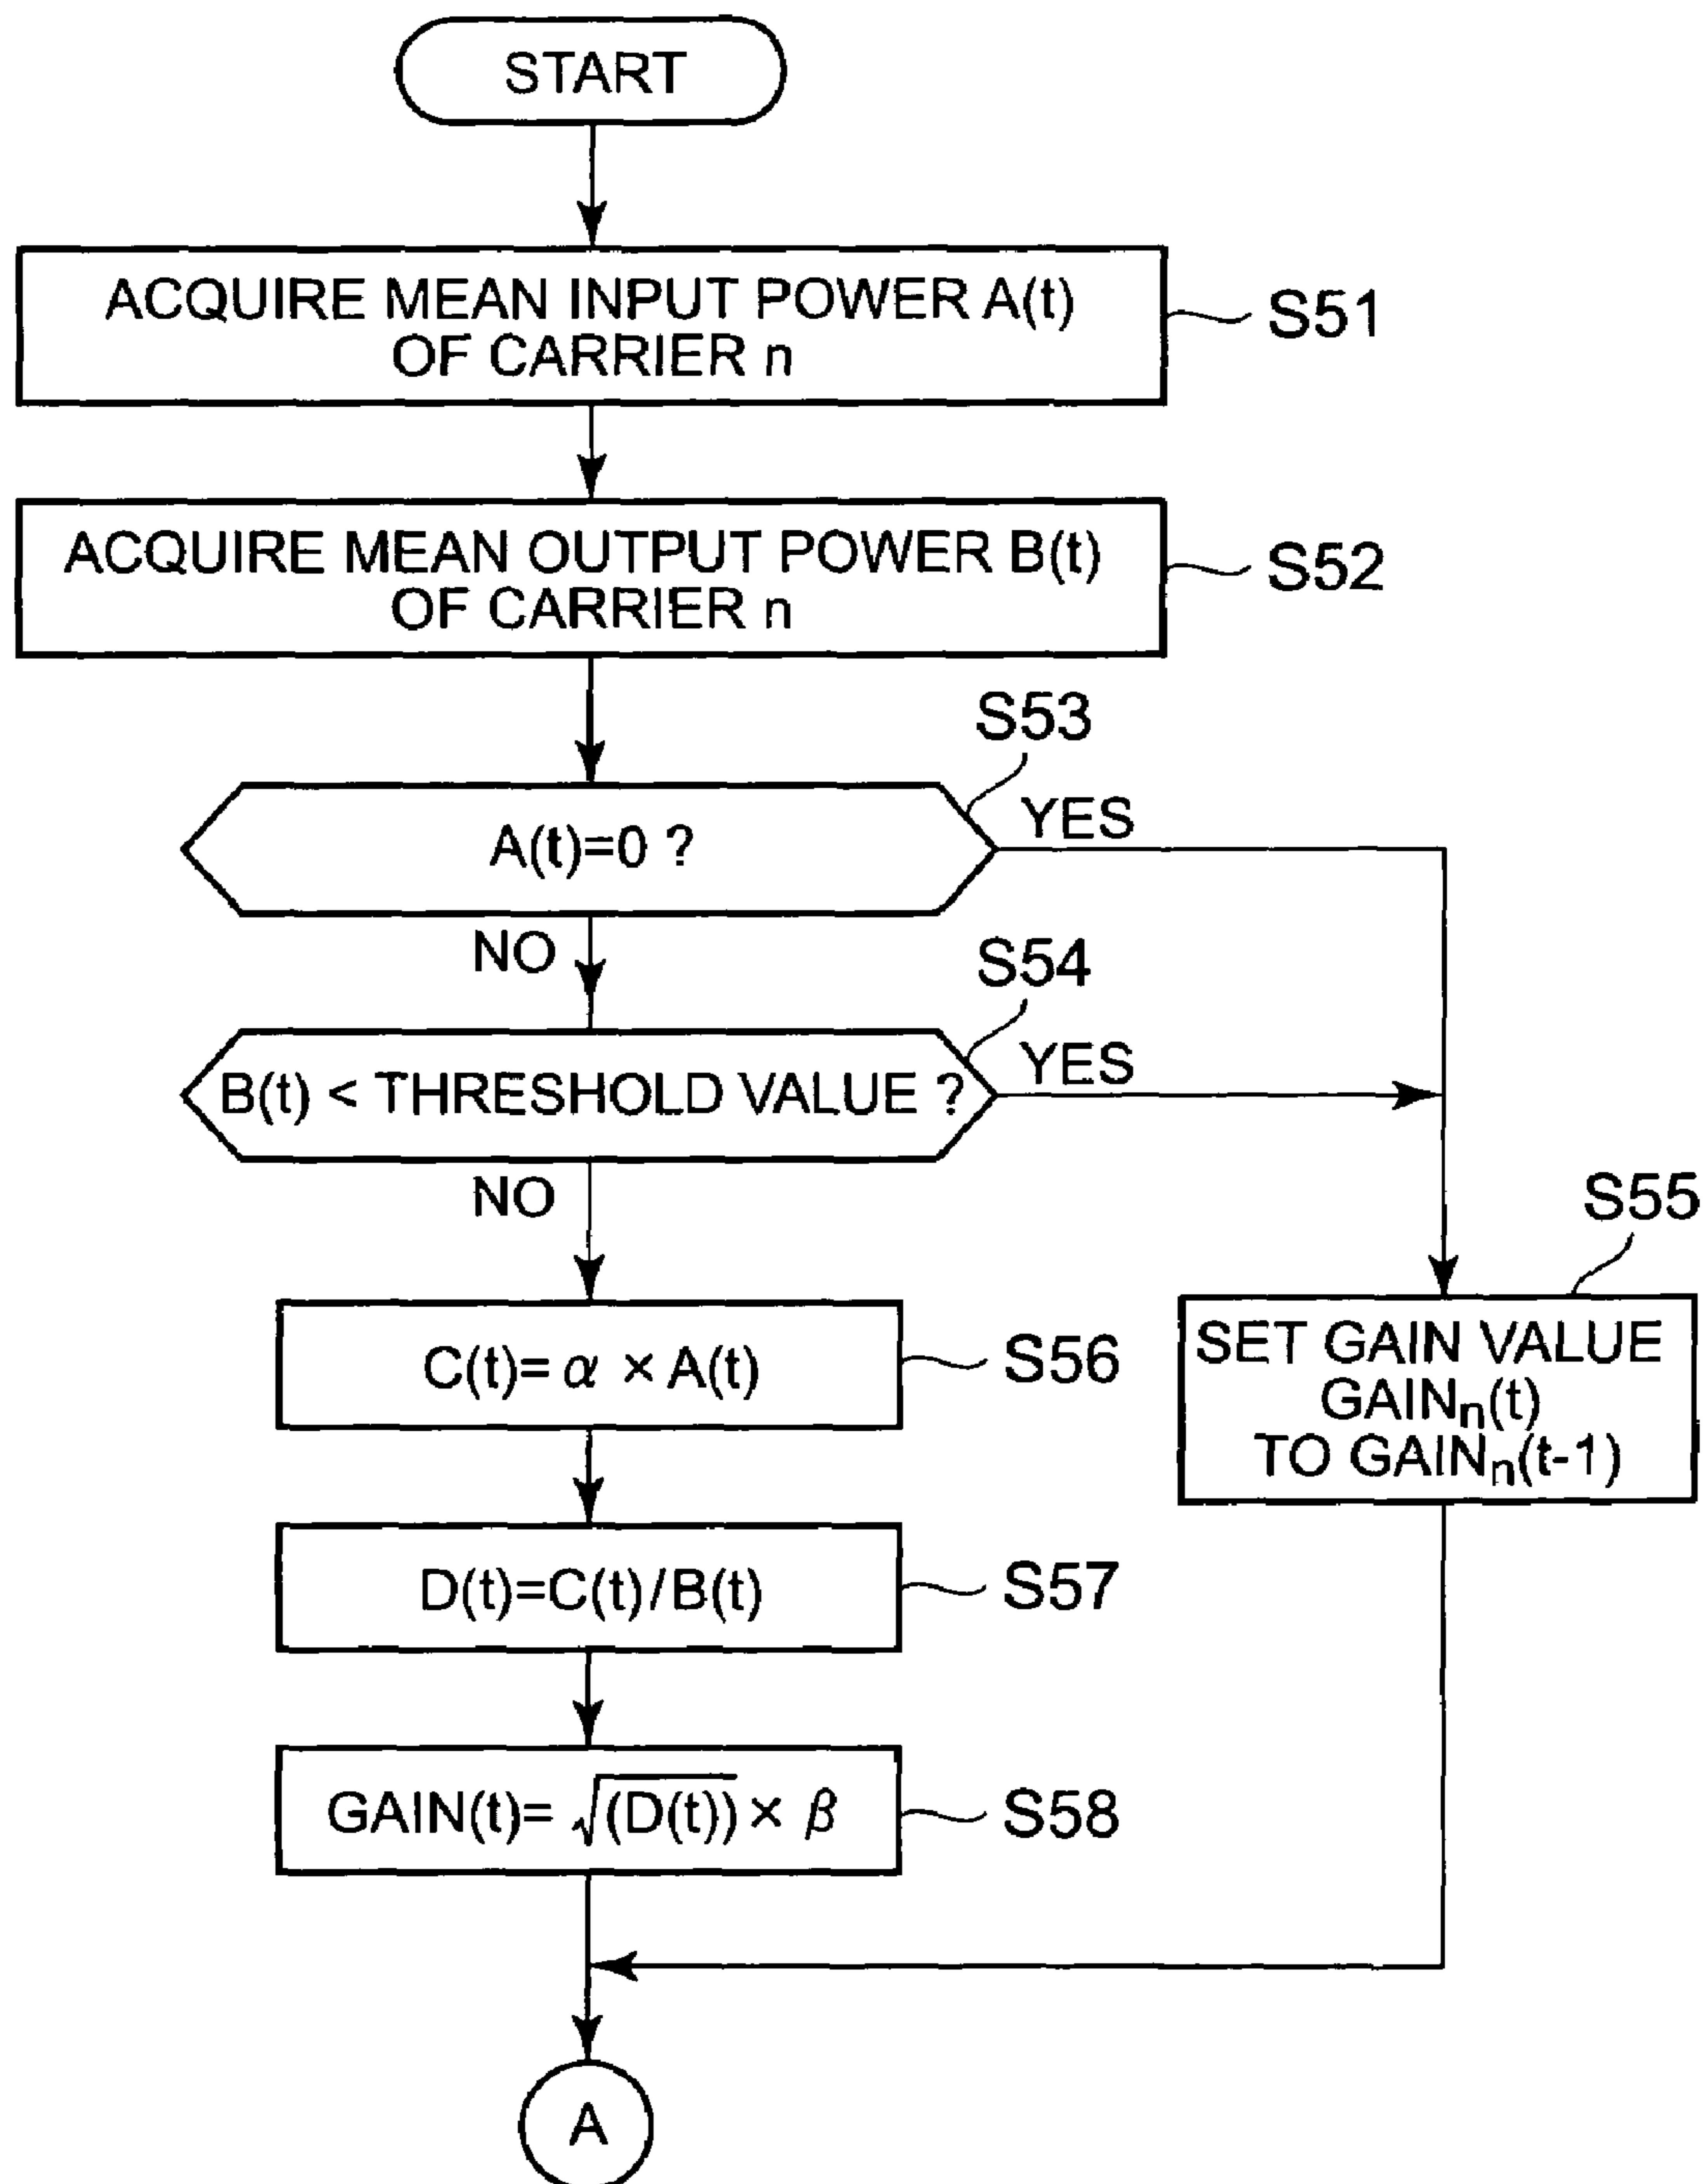 START
ACQUIRE MEAN INPUT POWER A(t)
OF CARRIER n
S51
ACQUIRE MEAN OUTPUT POWER B(t)
OF CARRIER n
S52
S53
A(t)=0 ?
YES
NO
S54
B(t) < THRESHOLD VALUE ?
YES
NO
S55
SET GAIN VALUE
GAINₙ(t)
TO GAINₙ(t-1)
C(t)= α × A(t)
S56
D(t)=C(t)/B(t)
S57
GAIN(t)= √(D(t)) × β
S58
A